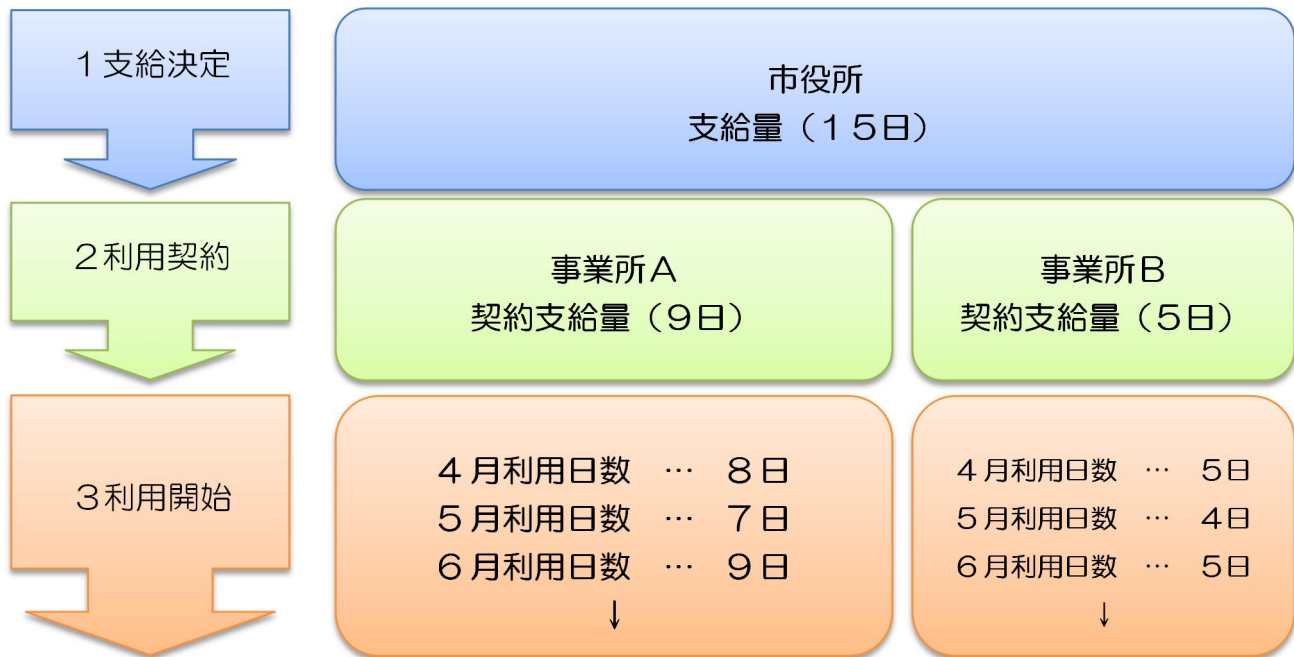 １支給決定
市役所
支給量（１５日）
２利用契約
事業所Ａ
契約支給量（９日）
事業所Ｂ
契約支給量（５日）
３利用開始
４月利用日数　…　８日
５月利用日数　…　７日
６月利用日数　…　９日
↓
４月利用日数　…　５日
５月利用日数　…　４日
６月利用日数　…　５日
↓